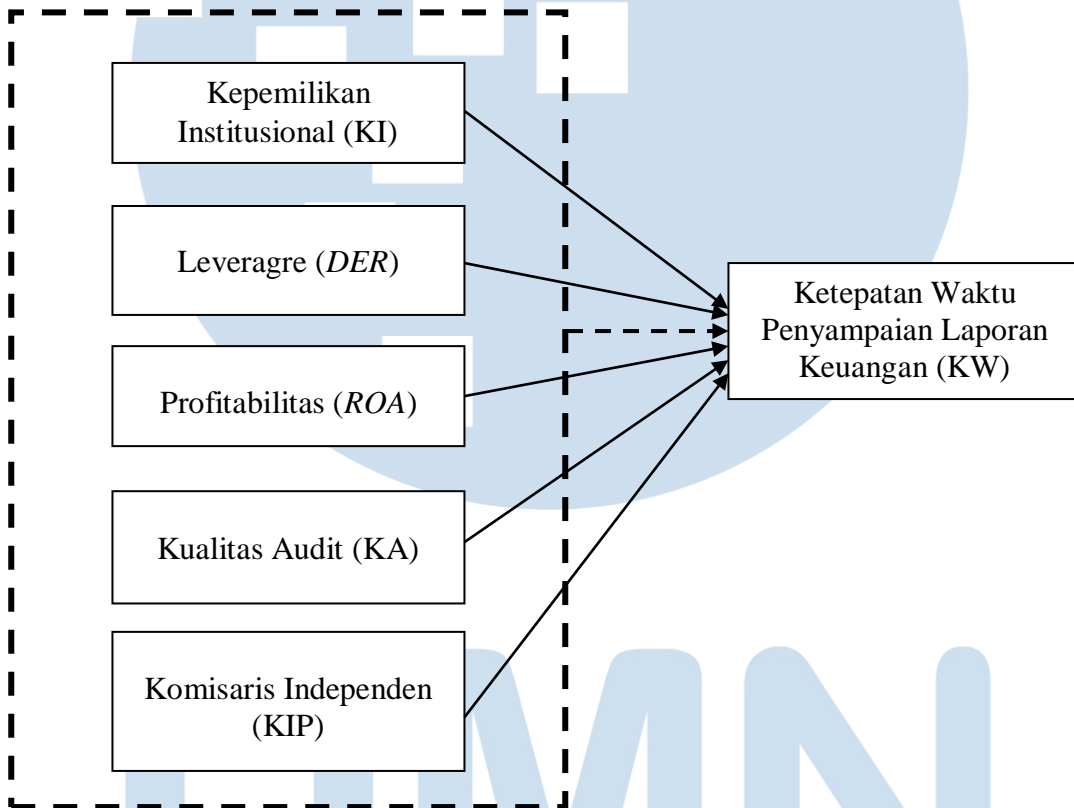 Kepemilikan
Institusional (KI)
Leveragre (DER)
Ketepatan Waktu
Penyampaian Laporan
Keuangan (KW)
Profitabilitas (ROA)
Kualitas Audit (KA)
Komisaris Independen
(KIP)
UMN